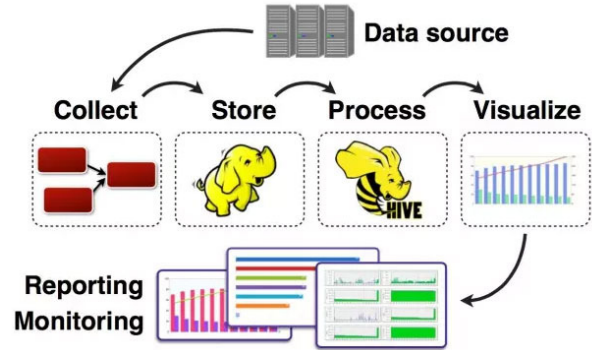 Data source
Collect
Store
Process
Visualize
HIVE
Reporting
Monitoring